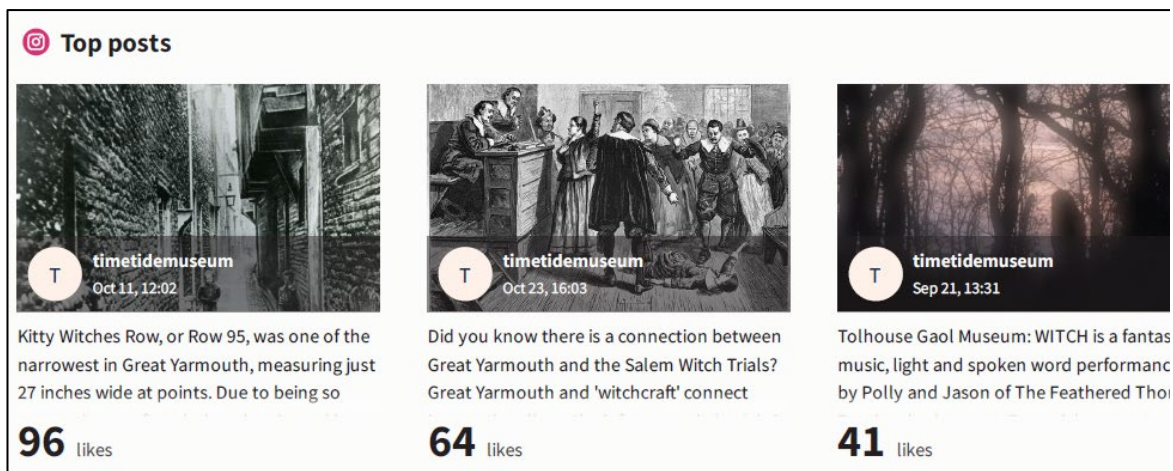 Top posts
T
timetidemuseum
Oct 11, 12:02
Kitty Witches Row, or Row 95, was one of the
narrowest in Great Yarmouth, measuring just
27 inches wide at points. Due to being so
96 likes
T
timetidemuseum
Oct 23, 16:03
Did you know there is a connection between
Great Yarmouth and the Salem Witch Trials?
Great Yarmouth and 'witchcraft' connect
64 likes
T
timetidemuseum
Sep 21, 13:31
Tolhouse Gaol Museum: WITCH is a fantas
music, light and spoken word performanc
by Polly and Jason of The Feathered Thor
41 likes